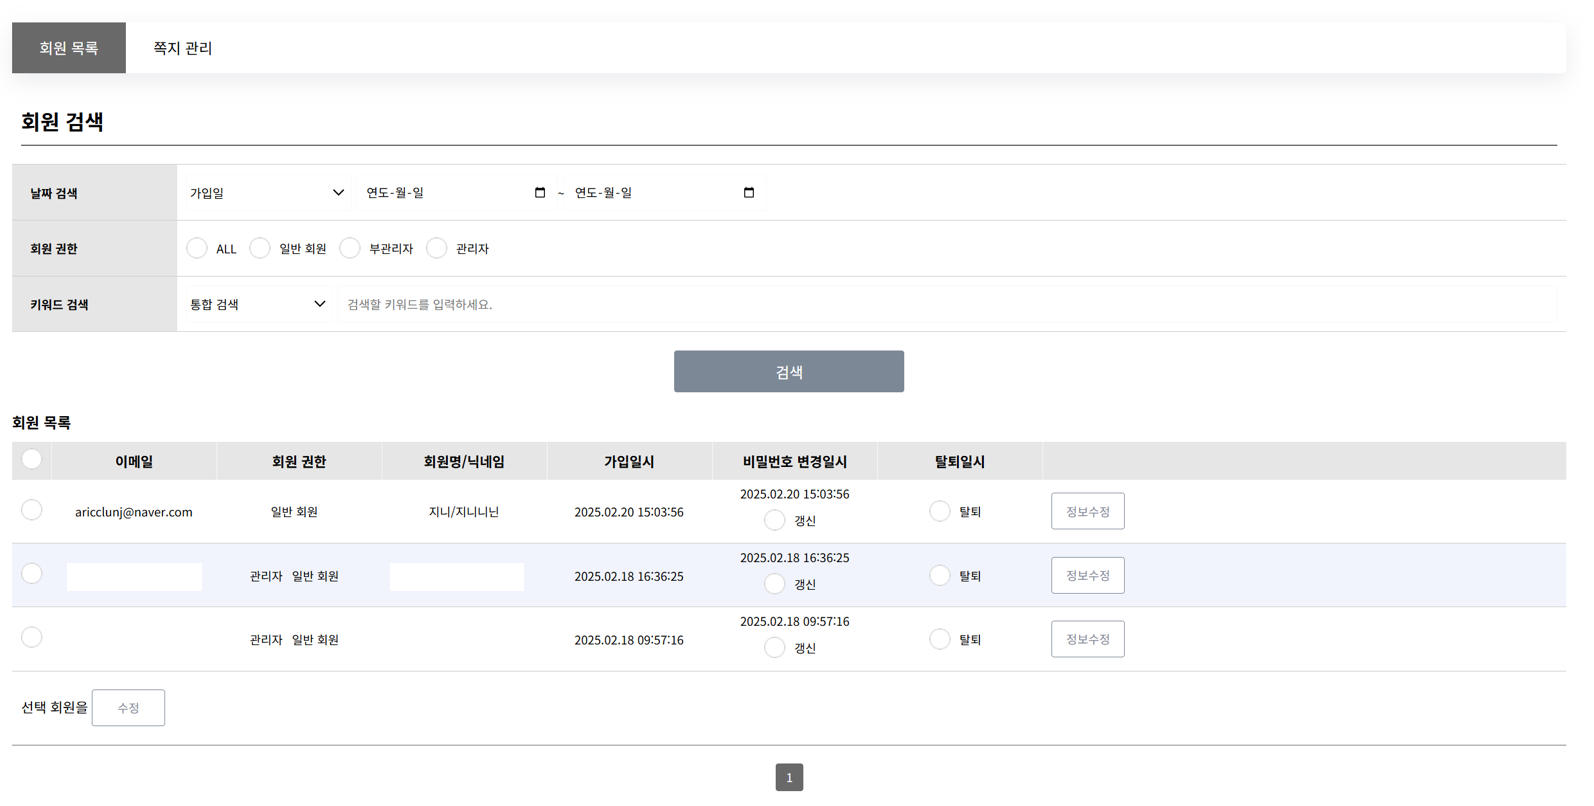 회원 목록 쪽지 관리
회원 검색
날짜 검색 가입일 연도-월-일 ~ 연도-월-일
회원 권한 ALL 일반 회원 부관리자 관리자
키워드 검색 통합 검색 검색할 키워드를 입력하세요.
검색
회원 목록
이메일 회원 권한 회원명/닉네임 가입일시 비밀번호 변경일시 탈퇴일시
aricclunj@naver.com 일반 회원 지니/지니니닌 2025.02.20 15:03:56 2025.02.20 15:03:56 갱신 탈퇴 정보수정
관리자 일반 회원 2025.02.18 16:36:25 2025.02.18 16:36:25 갱신 탈퇴 정보수정
관리자 일반 회원 2025.02.18 09:57:16 2025.02.18 09:57:16 갱신 탈퇴 정보수정
선택 회원을 수정
1